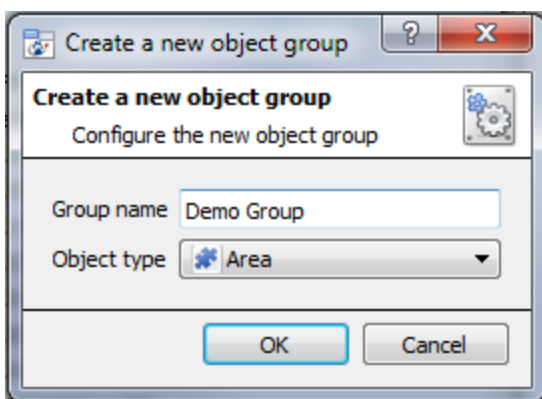 Create a new object group
Create a new object group
Configure the new object group
Group name Demo Group
Object type Area
OK Cancel